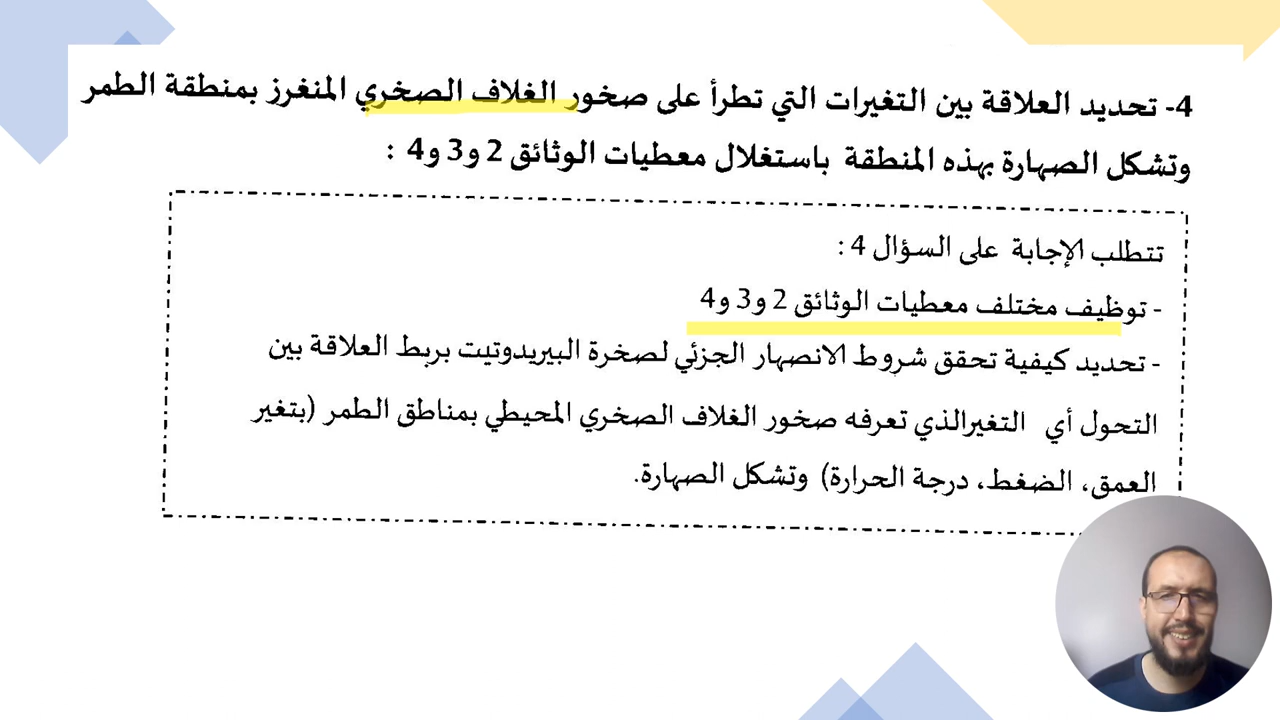 4- تحديد العلاقة بين التغيرات التي تطرأ على صخور الغلاف الصخري المنغرز بمنطقة الطمر
وتشكل الصهارة بهذه المنطقة باستغلال معطيات الوثائق 2 و3 و4 :
تتطلب الإجابة على السؤال 4 :
- توظيف مختلف معطيات الوثائق 2 و3 و4
- تحديد كيفية تحقق شروط الانصهار الجزئي لصخرة البيريدوتيت بربط العلاقة بين
التحول أي التغيرالذي تعرفه صخور الغلاف الصخري المحيطي بمناطق الطمر (بتغير
العمق، الضغط، درجة الحرارة) وتشكل الصهارة.